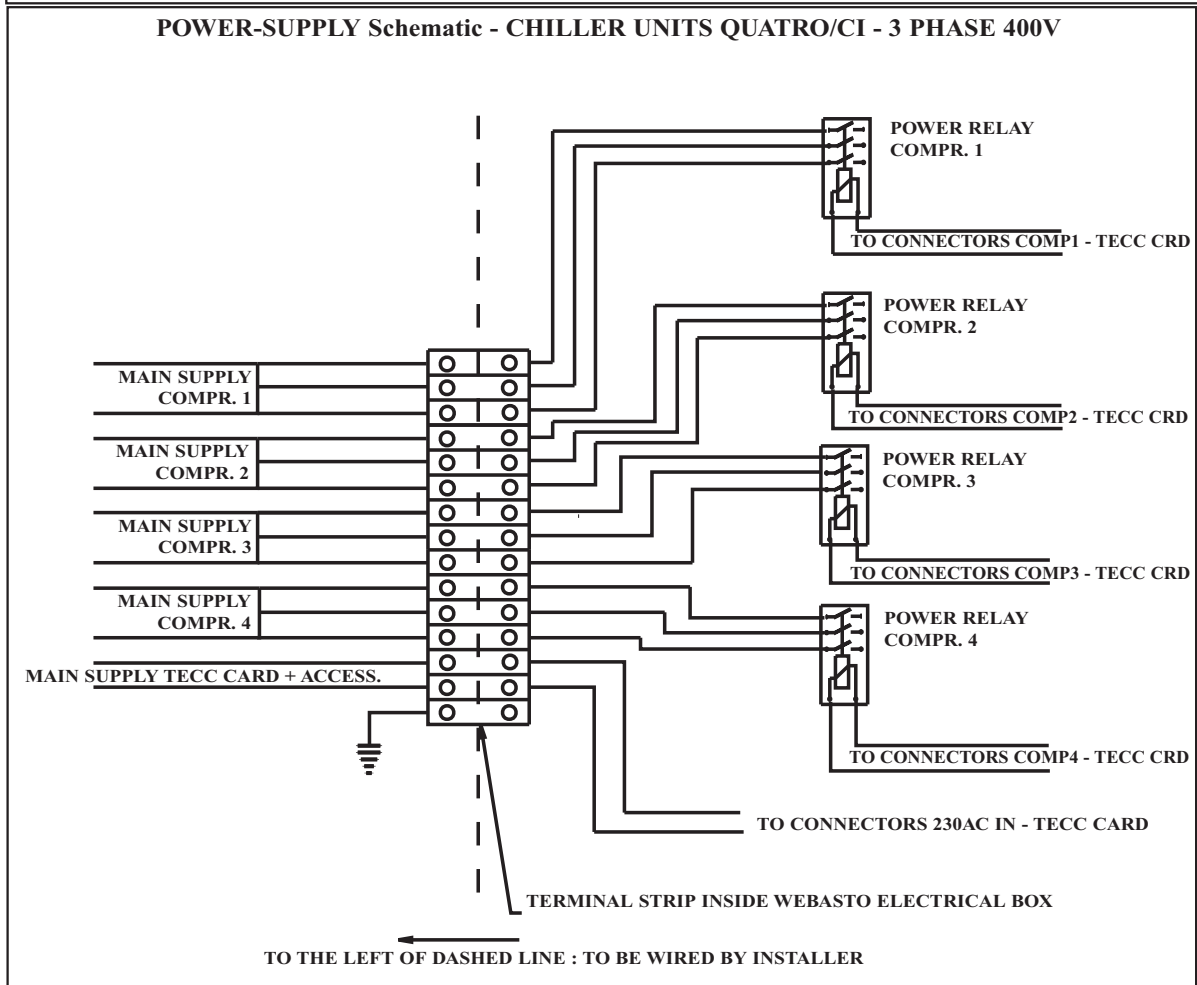 POWER-SUPPLY Schematic - CHILLER UNITS QUATRO/CI - 3 PHASE 400V
POWER RELAY
COMPR. 1
TO CONNECTORS COMP1 - TECC CRD
POWER RELAY
COMPR. 2
TO CONNECTORS COMP2 - TECC CRD
MAIN SUPPLY
COMPR. 1
MAIN SUPPLY
COMPR. 2
POWER RELAY
COMPR. 3
TO CONNECTORS COMP3 - TECC CRD
MAIN SUPPLY
COMPR. 3
MAIN SUPPLY
COMPR. 4
POWER RELAY
COMPR. 4
TO CONNECTORS COMP4 - TECC CRD
MAIN SUPPLY TECC CARD + ACCESS.
TO CONNECTORS 230AC IN - TECC CARD
TERMINAL STRIP INSIDE WEBASTO ELECTRICAL BOX
TO THE LEFT OF DASHED LINE : TO BE WIRED BY INSTALLER